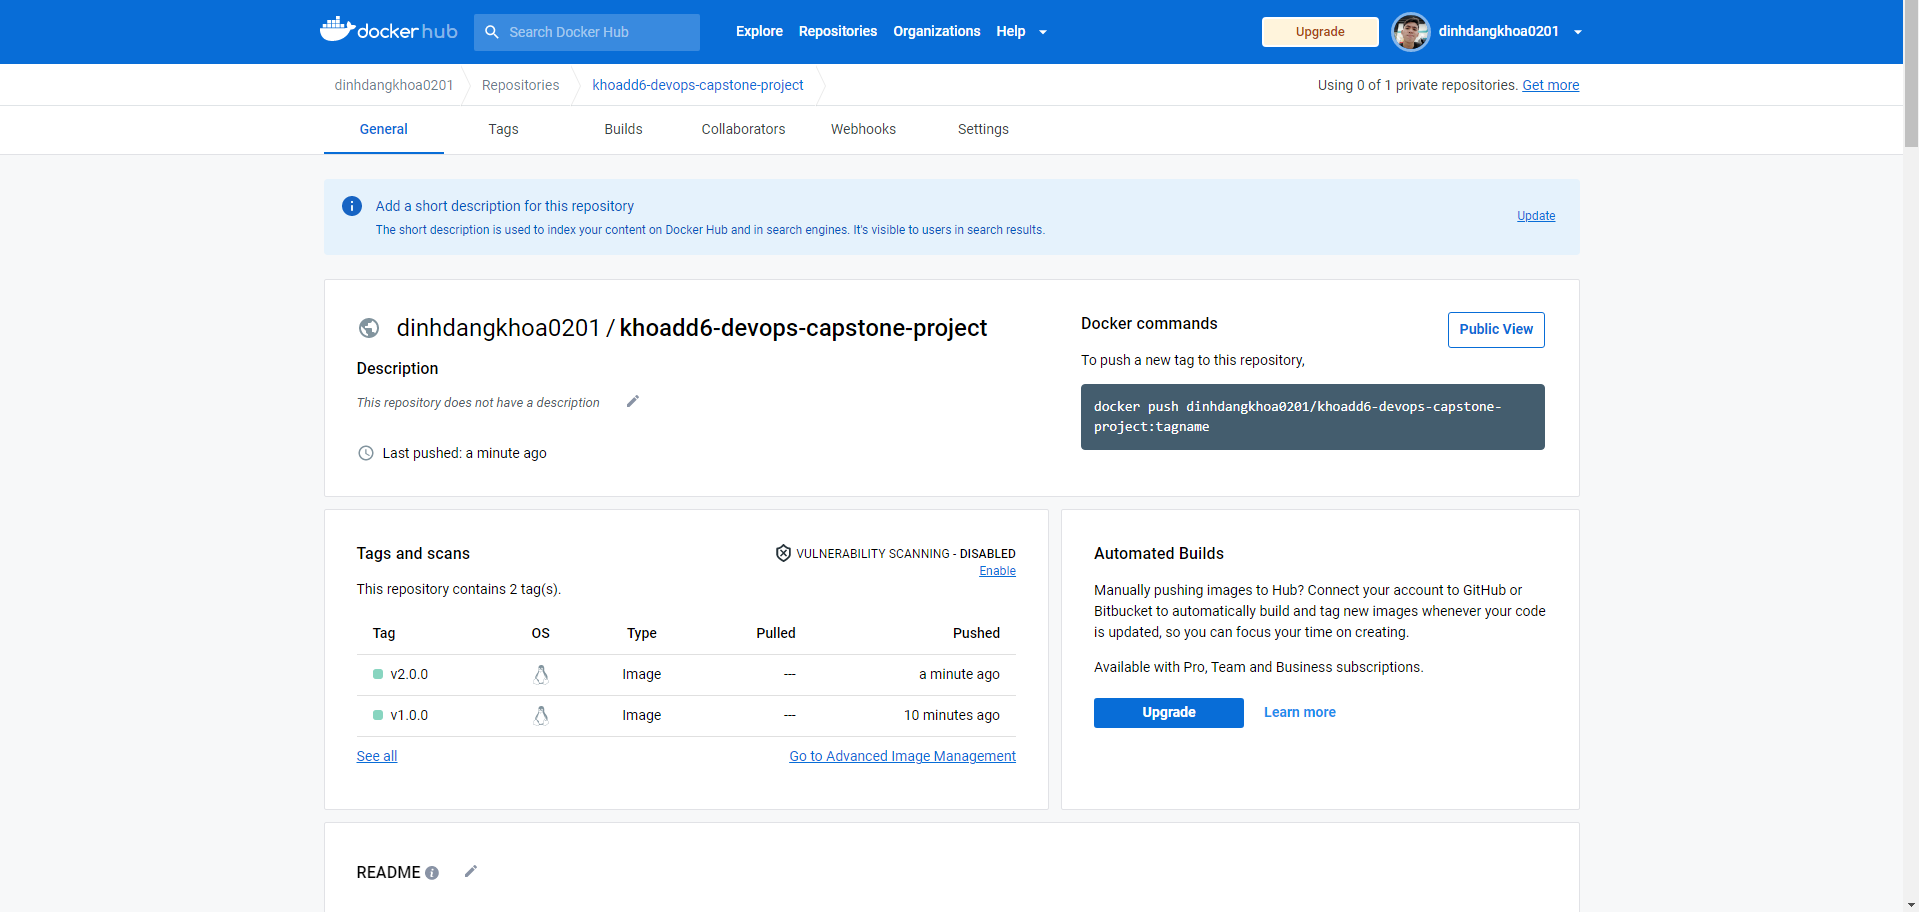 docker hub
Search Docker Hub
Explore Repositories Organizations Help
Upgrade
dinhdangkhoa0201
dinhdangkhoa0201 Repositories khoadd6-devops-capstone-project
Using 0 of 1 private repositories. Get more
General Tags Builds Collaborators Webhooks Settings
Add a short description for this repository
The short description is used to index your content on Docker Hub and in search engines. It's visible to users in search results.
Update
dinhdangkhoa0201 / khoadd6-devops-capstone-project
Description
This repository does not have a description
Last pushed: a minute ago
Docker commands
Public View
To push a new tag to this repository,
docker push dinhdangkhoa0201/khoadd6-devops-capstone-
project:tagname
Tags and scans
VULNERABILITY SCANNING - DISABLED
Enable
This repository contains 2 tag(s).
Tag OS Type Pulled Pushed
v2.0.0 Image --- a minute ago
v1.0.0 Image --- 10 minutes ago
See all
Go to Advanced Image Management
Automated Builds
Manually pushing images to Hub? Connect your account to GitHub or
Bitbucket to automatically build and tag new images whenever your code
is updated, so you can focus your time on creating.
Available with Pro, Team and Business subscriptions.
Upgrade
Learn more
README